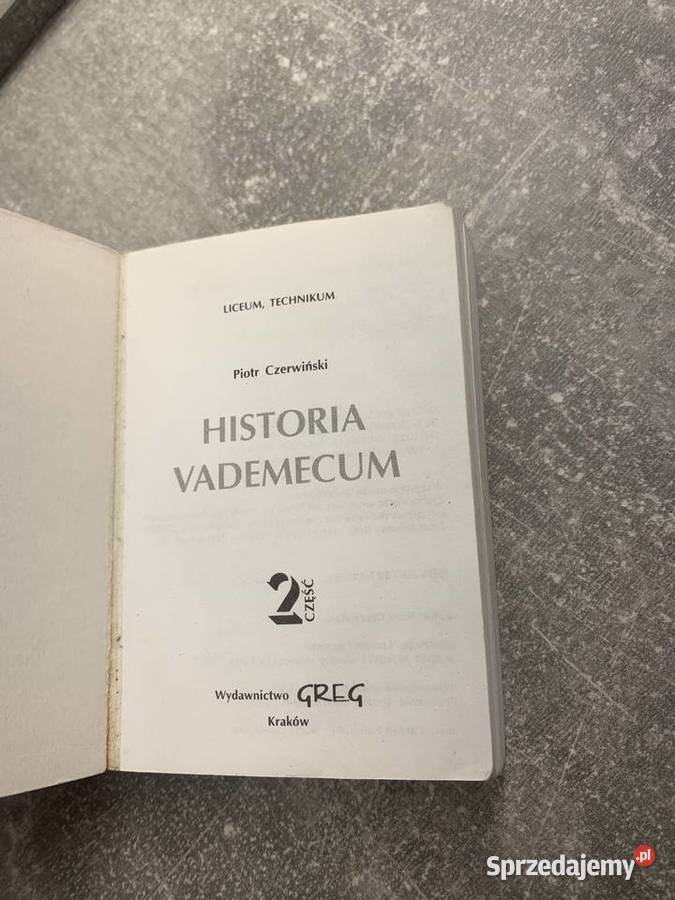 LICEUM, TECHNIKUM
Piotr Czerwiński
HISTORIA
VADEMECUM
2 CZĘŚĆ
Wydawnictwo GREG
Kraków
Sprzedajemy.pl